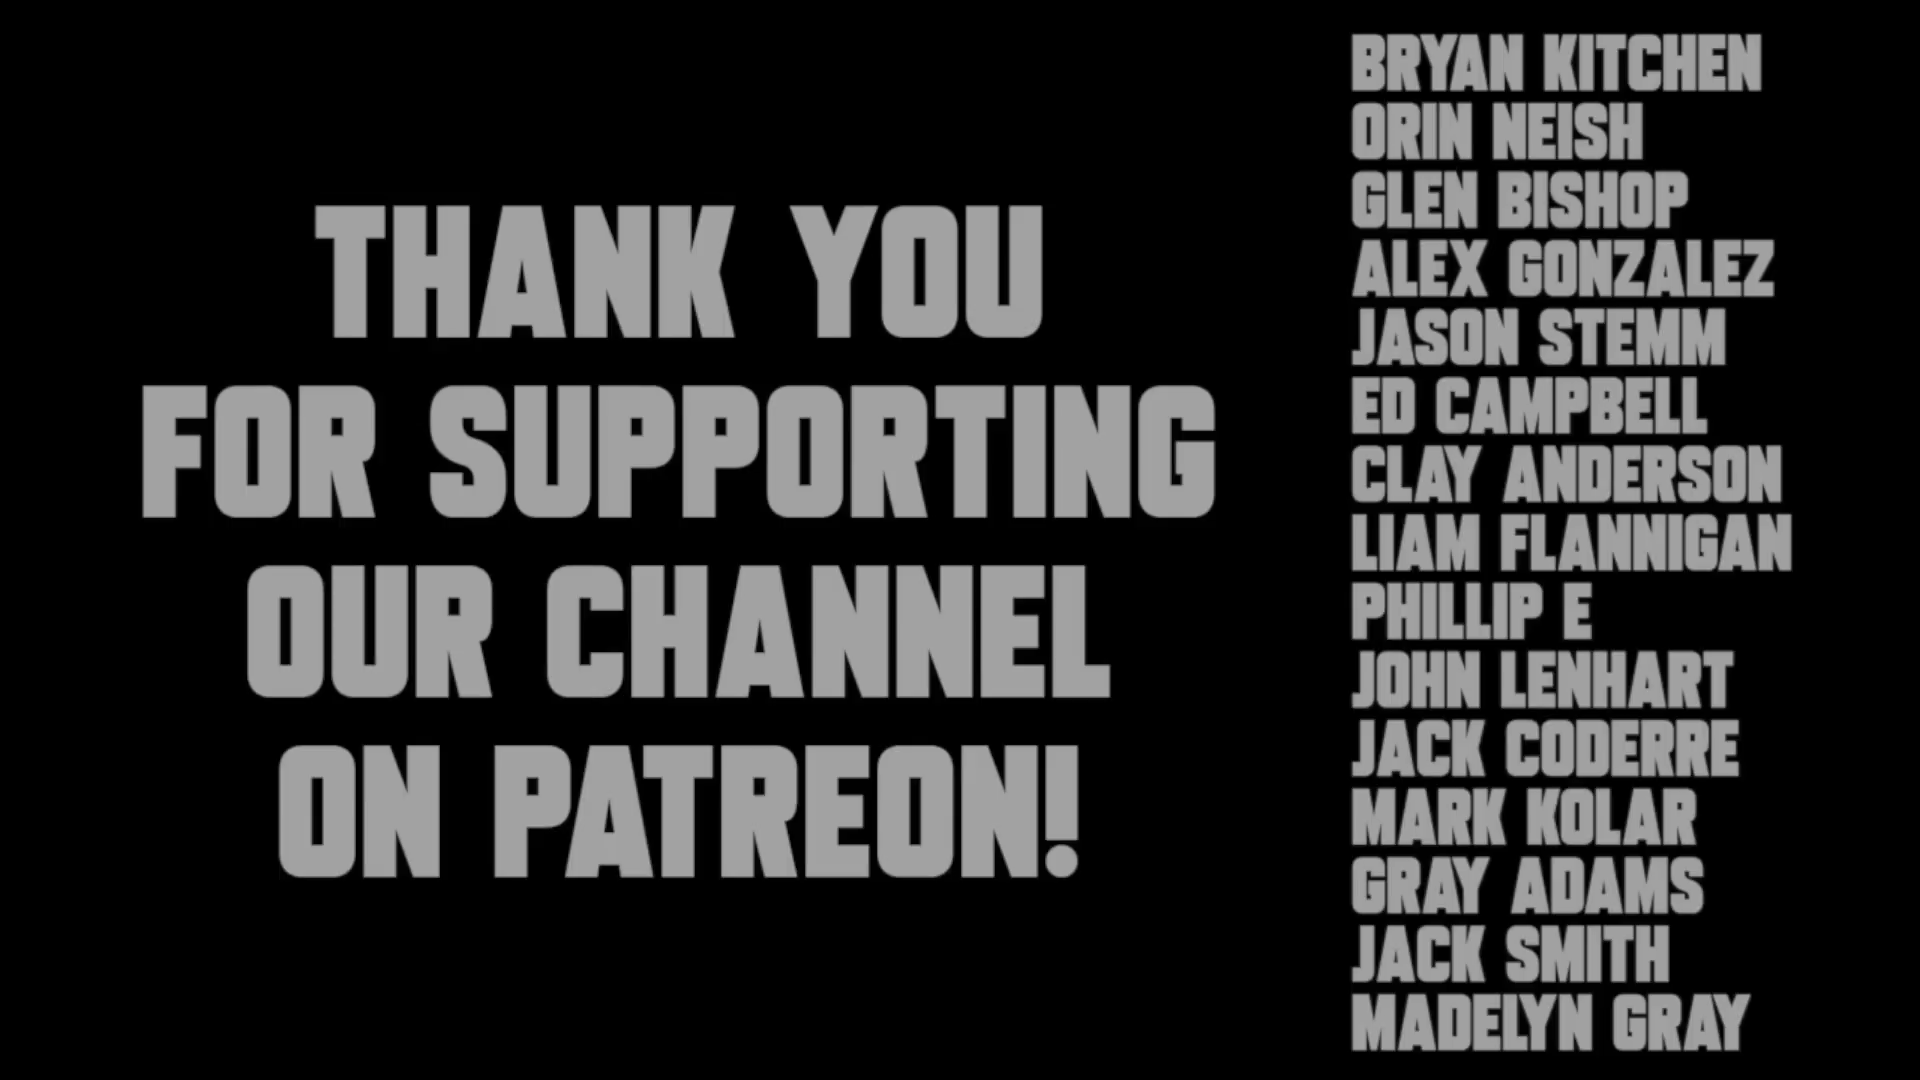 THANK YOU
FOR SUPPORTING
OUR CHANNEL
ON PATREON!
BRYAN KITCHEN
ORIN NEISH
GLEN BISHOP
ALEX GONZALEZ
JASON STEMM
ED CAMPBELL
CLAY ANDERSON
LIAM FLANNIGAN
PHILLIP E
JOHN LENHART
JACK CODERRE
MARK KOLAR
GRAY ADAMS
JACK SMITH
MADELYN GRAY